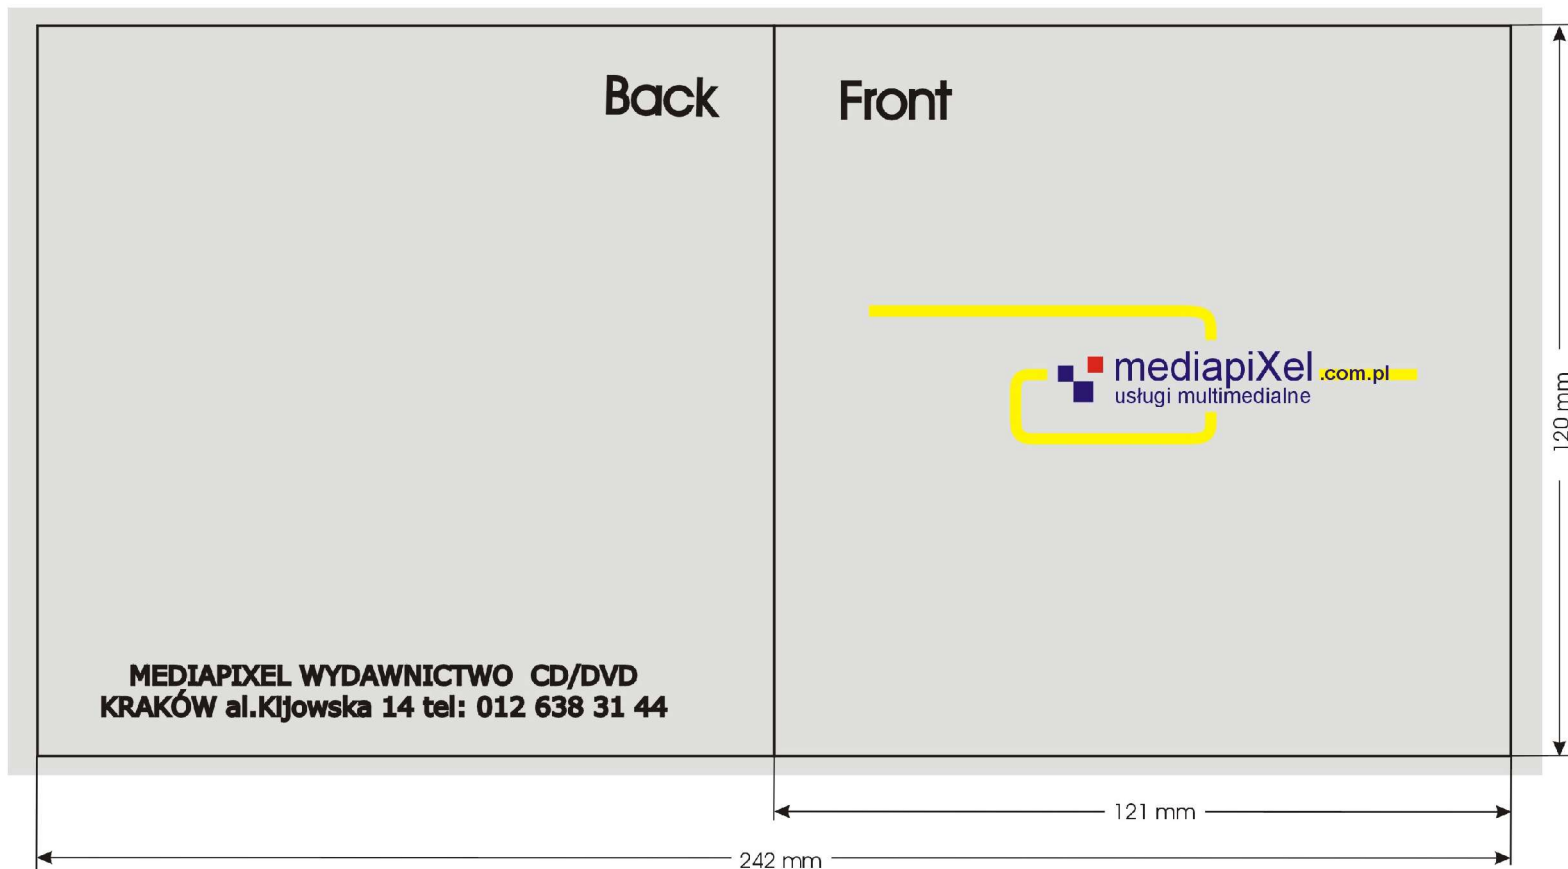 Back
Front
mediapiXel .com.pl
usługi multimedialne
MEDIAPIXEL WYDAWNICTWO CD/DVD
KRAKÓW al.Kijowska 14 tel: 012 638 31 44
120 mm
121 mm
242 mm